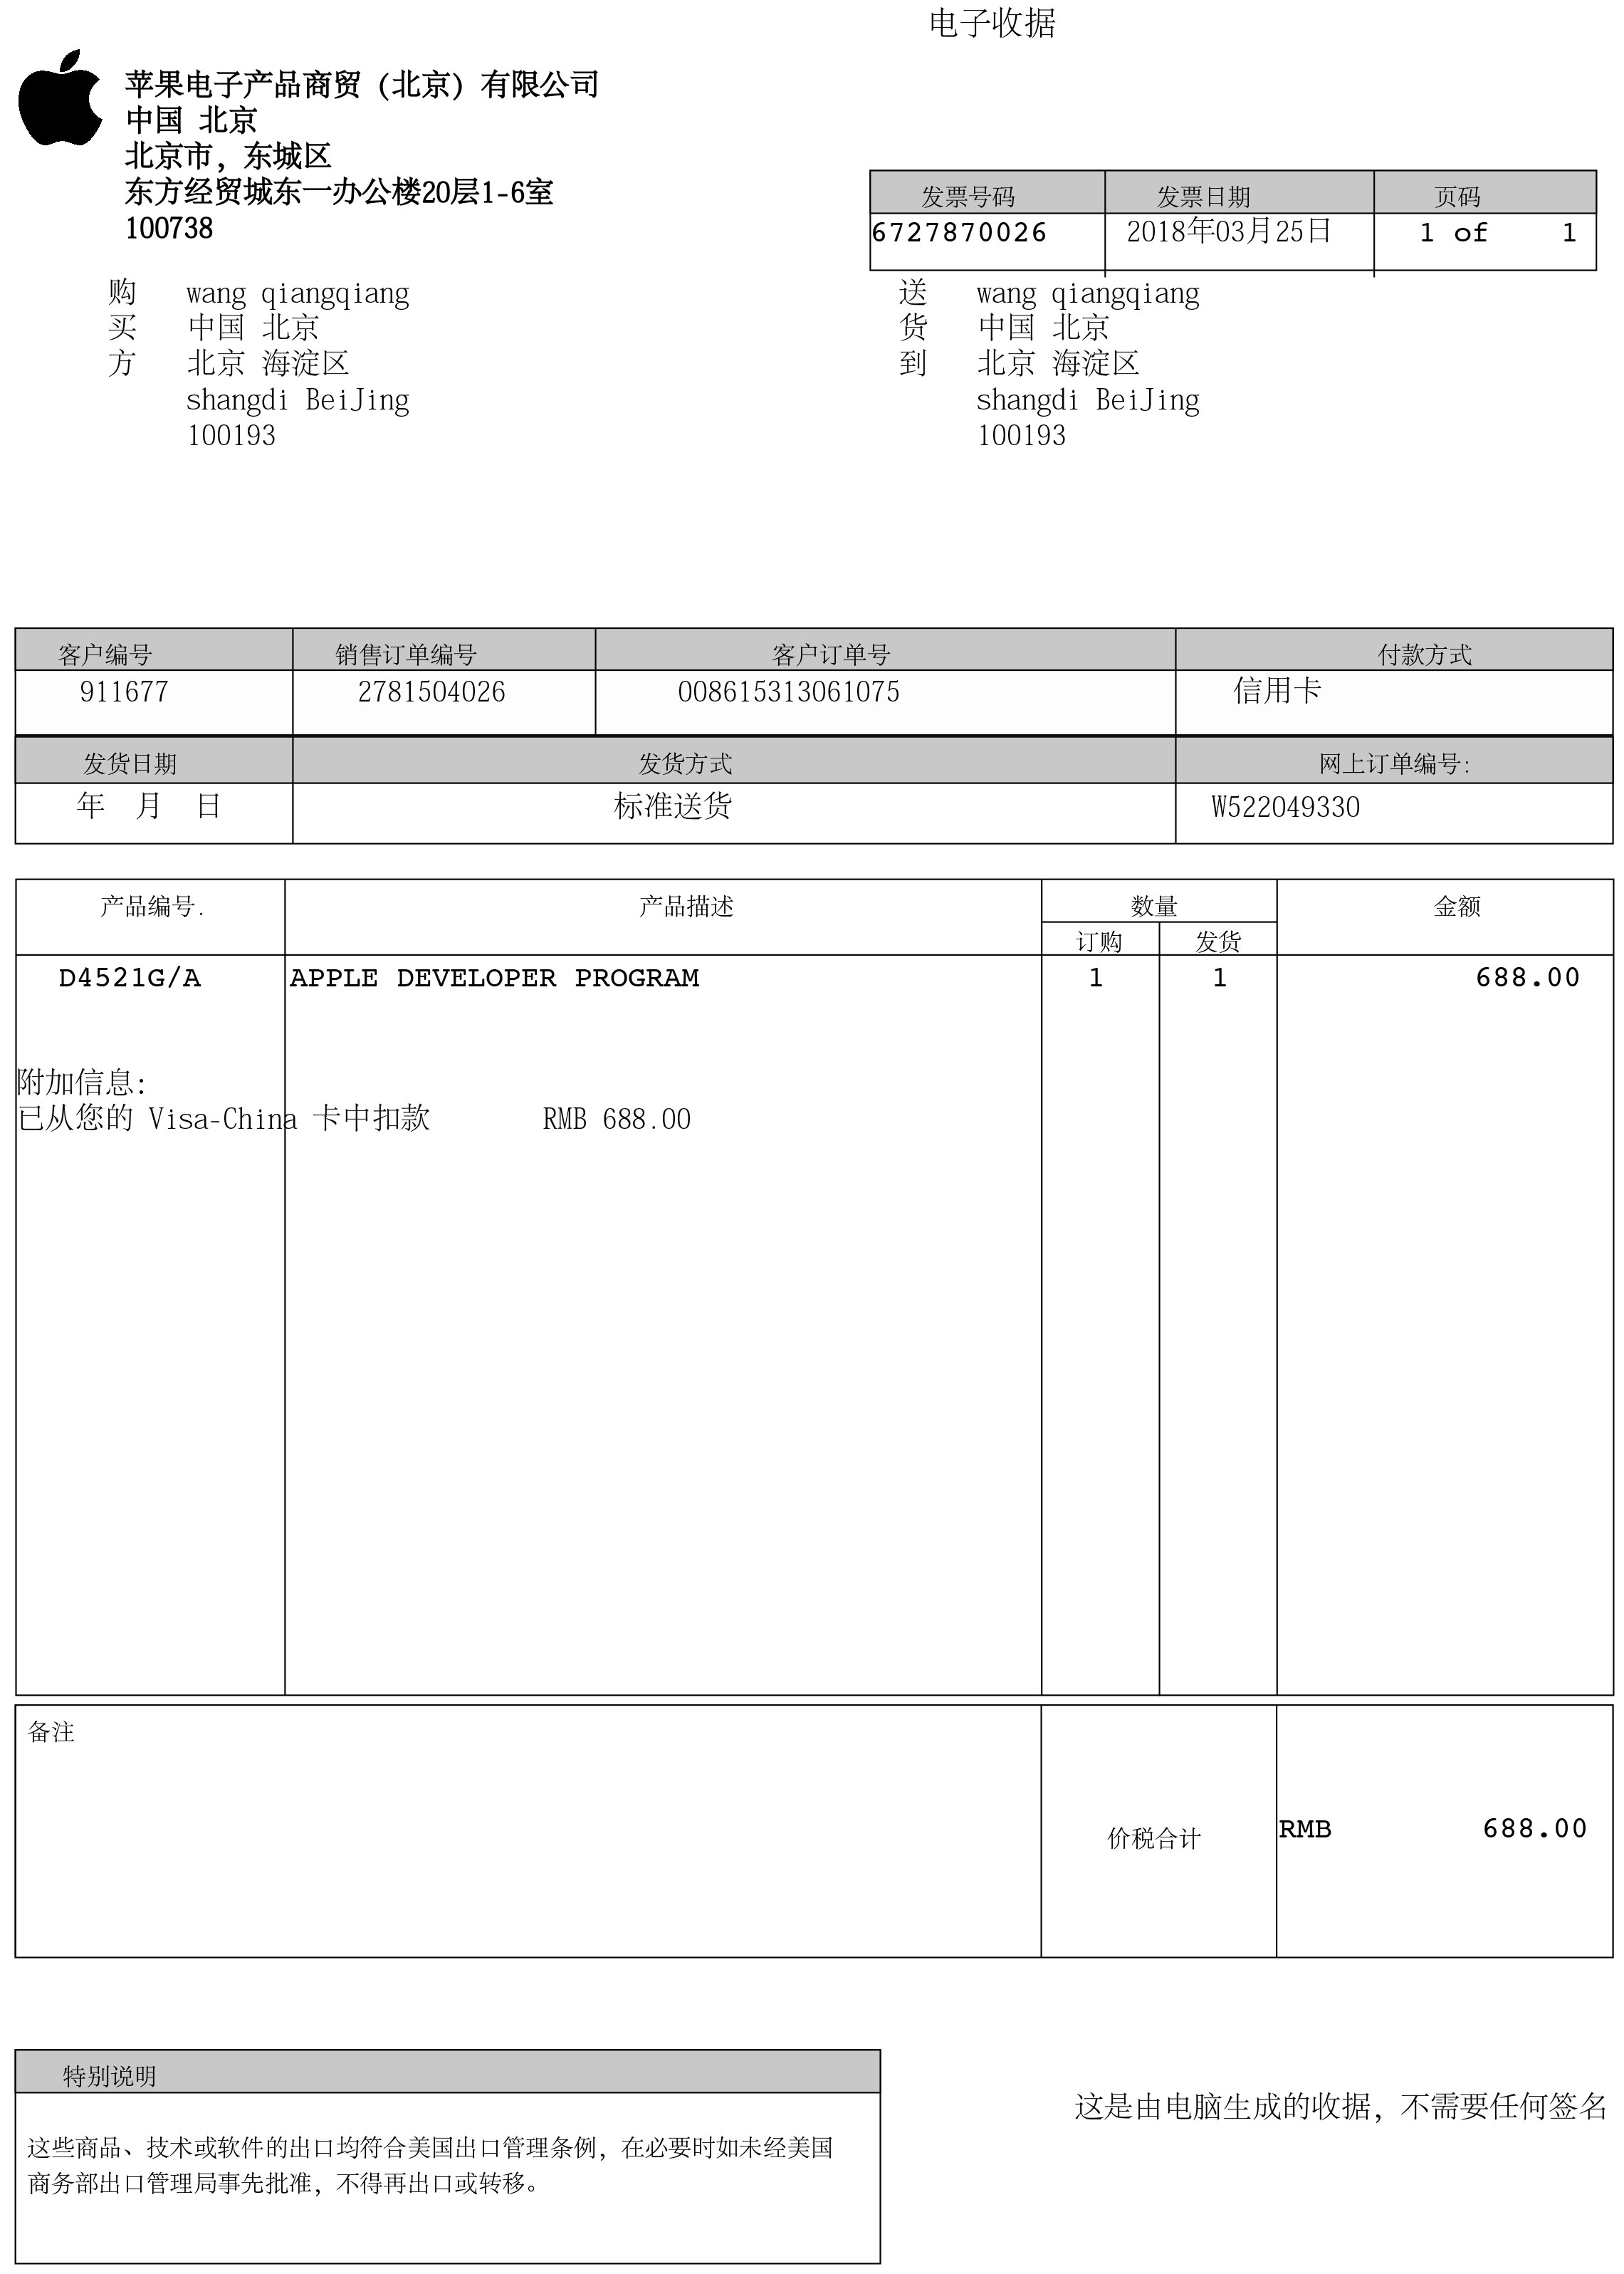 电子收据
苹果电子产品商贸（北京）有限公司
中国 北京
北京市，东城区
东方经贸城东一办公楼20层1-6室
100738
发票号码 发票日期 页码
6727870026 2018年03月25日 1 of 1
购买方
wang qiangqiang
中国 北京
北京 海淀区
shangdi BeiJing
100193
送货到
wang qiangqiang
中国 北京
北京 海淀区
shangdi BeiJing
100193
客户编号 销售订单编号 客户订单号 付款方式
911677 2781504026 008615313061075 信用卡
发货日期 发货方式 网上订单编号:
年 月 日 标准送货 W522049330
产品编号. 产品描述 数量 金额
订购 发货
D4521G/A APPLE DEVELOPER PROGRAM 1 1 688.00
附加信息:
已从您的 Visa-China 卡中扣款 RMB 688.00
备注
价税合计 RMB 688.00
特别说明
这是由电脑生成的收据，不需要任何签名
这些商品、技术或软件的出口均符合美国出口管理条例，在必要时如未经美国
商务部出口管理局事先批准，不得再出口或转移。